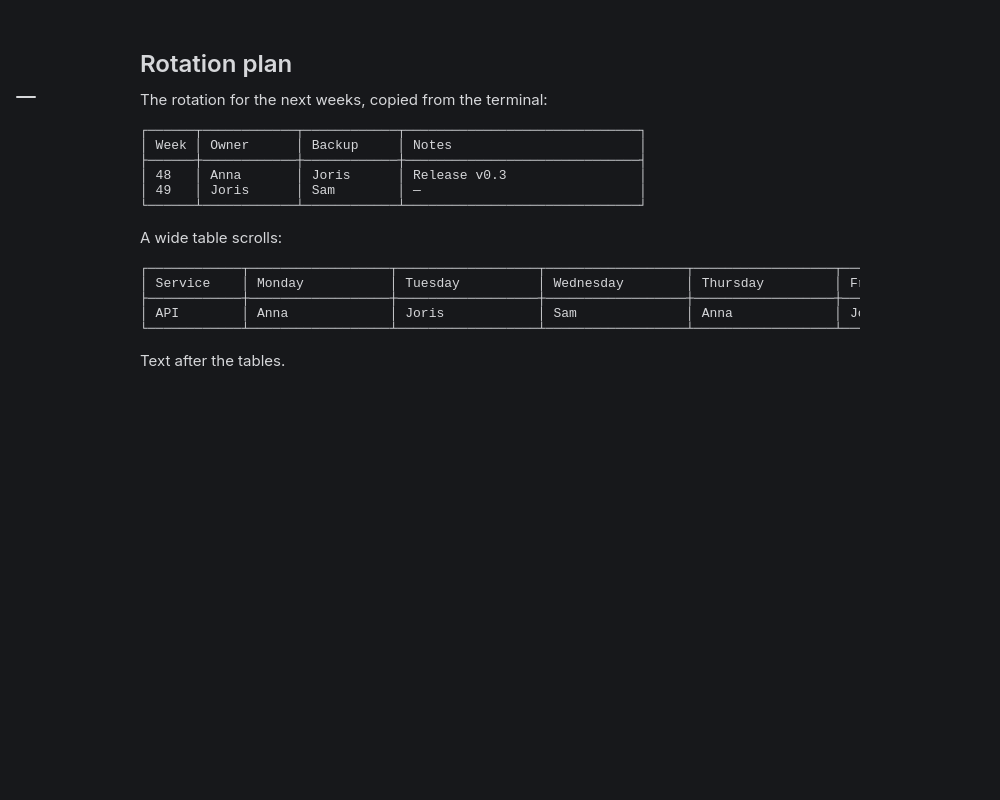 Rotation plan
The rotation for the next weeks, copied from the terminal:
Week Owner Backup Notes
48 Anna Joris Release v0.3
49 Joris Sam —
A wide table scrolls:
Service Monday Tuesday Wednesday Thursday
API Anna Joris Sam Anna
Text after the tables.